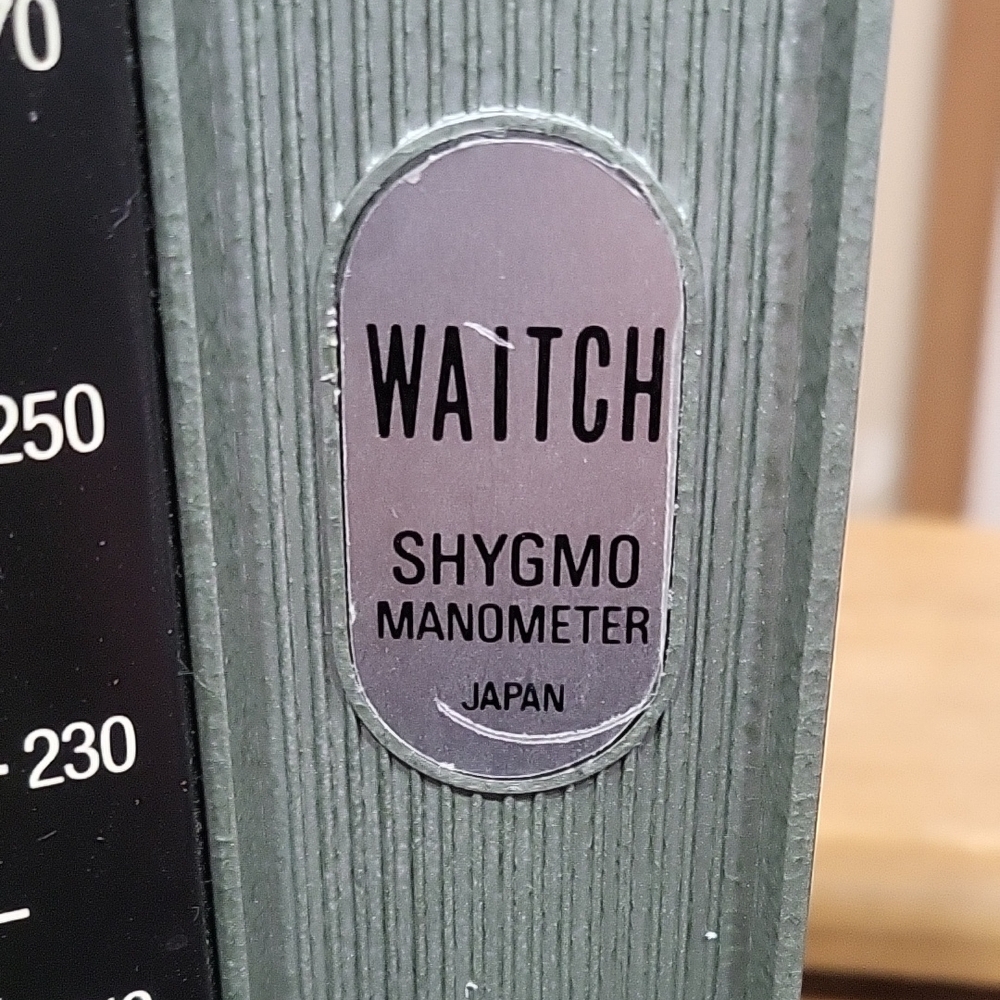 250
230
WAITCH
SHYGMO
MANOMETER
JAPAN